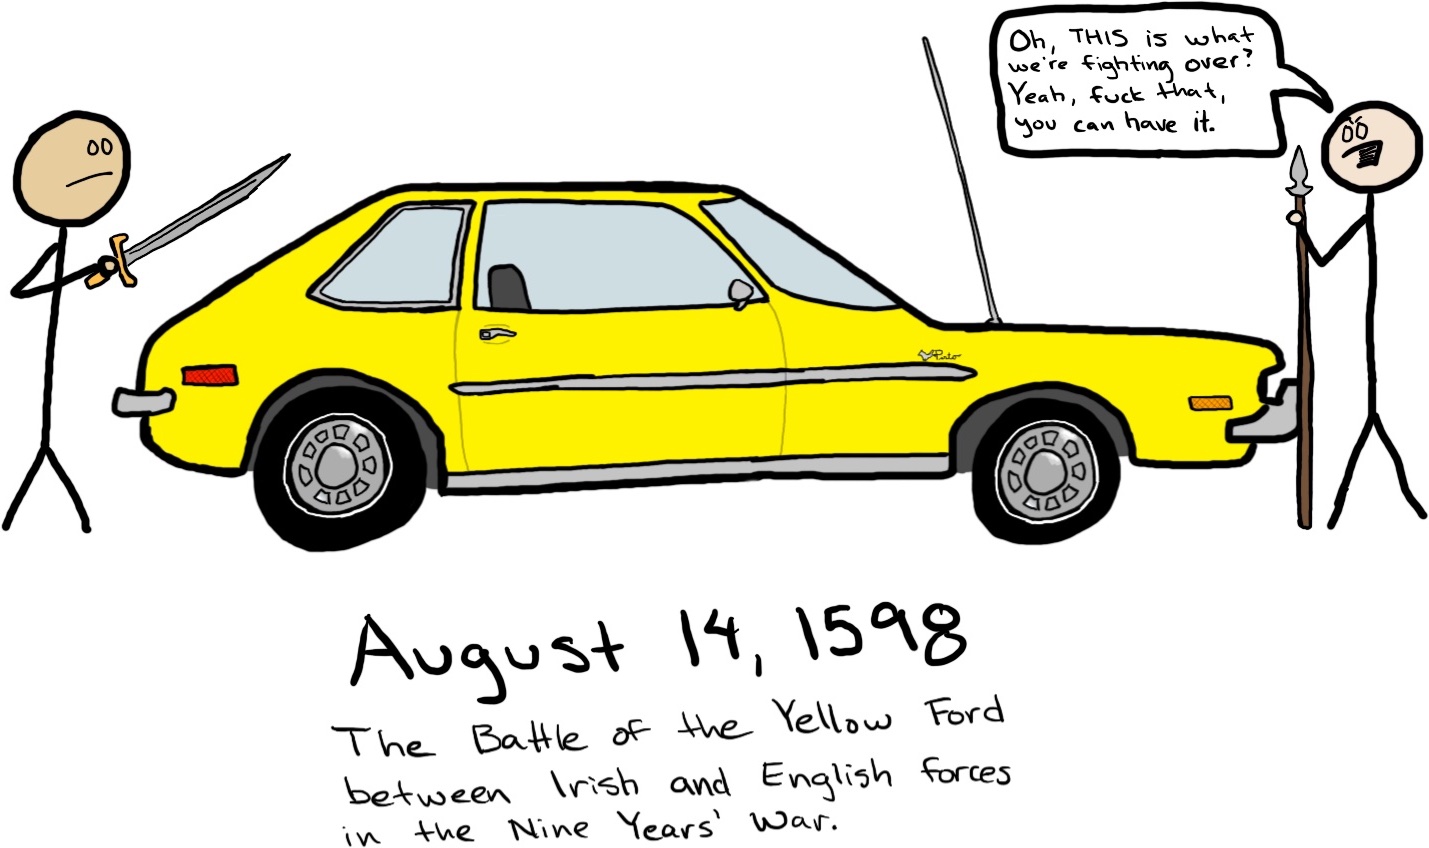 Oh, THIS is what
we're fighting over?
Yeah, fuck that,
you can have it.
Pinto
August 14, 1598
The Battle of the Yellow Ford
between Irish and English forces
in the Nine Years' War.